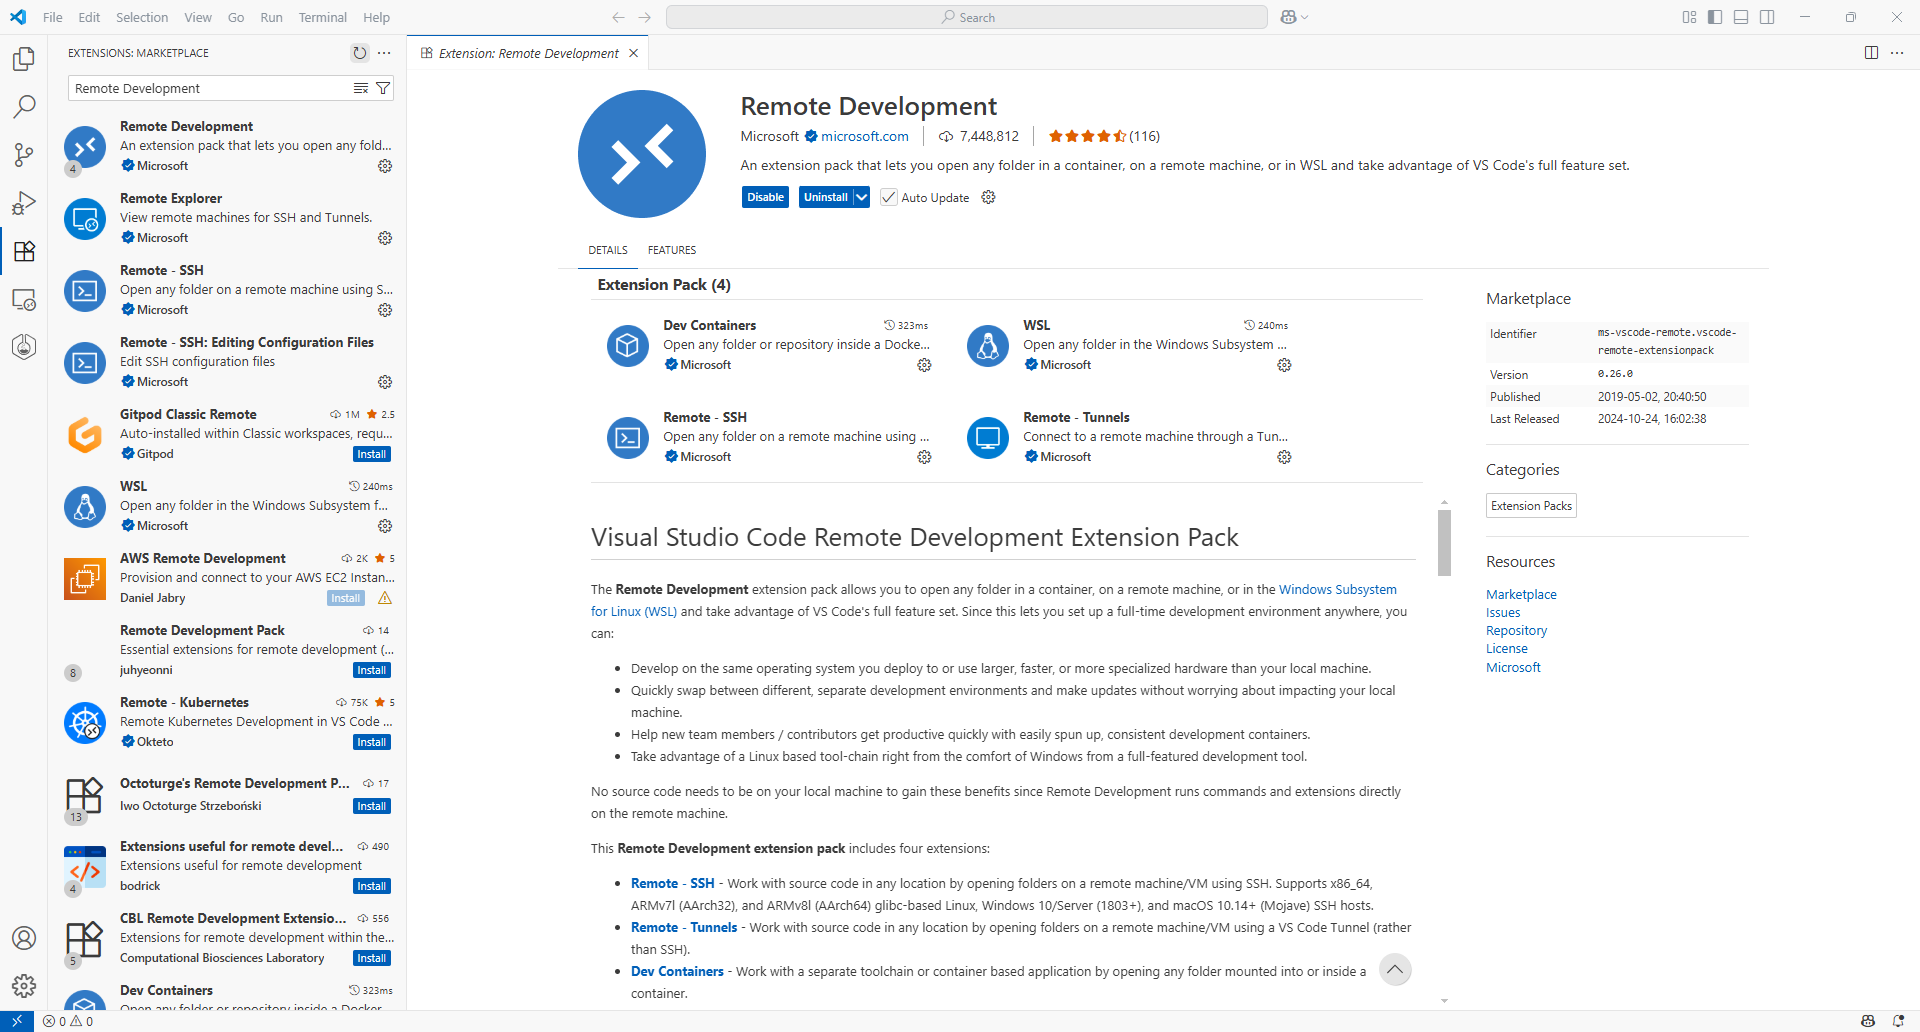 File Edit Selection View Go Run Terminal Help
Search
EXTENSIONS: MARKETPLACE
Remote Development
Remote Development
An extension pack that lets you open any fold...
Microsoft
4
Remote Explorer
View remote machines for SSH and Tunnels.
Microsoft
Remote - SSH
Open any folder on a remote machine using S...
Microsoft
Remote - SSH: Editing Configuration Files
Edit SSH configuration files
Microsoft
Gitpod Classic Remote 1M 2.5
Auto-installed within Classic workspaces, requ...
Gitpod Install
WSL 240ms
Open any folder in the Windows Subsystem f...
Microsoft
AWS Remote Development 2K 5
Provision and connect to your AWS EC2 Instan...
Daniel Jabry Install
Remote Development Pack 14
Essential extensions for remote development (...
8 juhyeonni Install
Remote - Kubernetes 75K 5
Remote Kubernetes Development in VS Code ...
Okteto Install
Octoturge's Remote Development P... 17
Iwo Octoturge Strzeboński Install
13
Extensions useful for remote devel... 490
Extensions useful for remote development
4 bodrick Install
CBL Remote Development Extensio... 556
Extensions for remote development within the...
5 Computational Biosciences Laboratory Install
Dev Containers 323ms
Open any folder or repository inside a Docker
0 0
Extension: Remote Development
Remote Development
Microsoft microsoft.com 7,448,812 (116)
An extension pack that lets you open any folder in a container, on a remote machine, or in WSL and take advantage of VS Code's full feature set.
Disable Uninstall Auto Update
DETAILS FEATURES
Extension Pack (4)
Dev Containers 323ms
Open any folder or repository inside a Docke...
Microsoft
WSL 240ms
Open any folder in the Windows Subsystem ...
Microsoft
Remote - SSH
Open any folder on a remote machine using ...
Microsoft
Remote - Tunnels
Connect to a remote machine through a Tun...
Microsoft
Visual Studio Code Remote Development Extension Pack
The Remote Development extension pack allows you to open any folder in a container, on a remote machine, or in the Windows Subsystem
for Linux (WSL) and take advantage of VS Code's full feature set. Since this lets you set up a full-time development environment anywhere, you
can:
• Develop on the same operating system you deploy to or use larger, faster, or more specialized hardware than your local machine.
• Quickly swap between different, separate development environments and make updates without worrying about impacting your local
machine.
• Help new team members / contributors get productive quickly with easily spun up, consistent development containers.
• Take advantage of a Linux based tool-chain right from the comfort of Windows from a full-featured development tool.
No source code needs to be on your local machine to gain these benefits since Remote Development runs commands and extensions directly
on the remote machine.
This Remote Development extension pack includes four extensions:
• Remote - SSH - Work with source code in any location by opening folders on a remote machine/VM using SSH. Supports x86_64,
ARMv7l (AArch32), and ARMv8l (AArch64) glibc-based Linux, Windows 10/Server (1803+), and macOS 10.14+ (Mojave) SSH hosts.
• Remote - Tunnels - Work with source code in any location by opening folders on a remote machine/VM using a VS Code Tunnel (rather
than SSH).
• Dev Containers - Work with a separate toolchain or container based application by opening any folder mounted into or inside a
container.
Marketplace
Identifier ms-vscode-remote.vscode-
remote-extensionpack
Version 0.26.0
Published 2019-05-02, 20:40:50
Last Released 2024-10-24, 16:02:38
Categories
Extension Packs
Resources
Marketplace
Issues
Repository
License
Microsoft